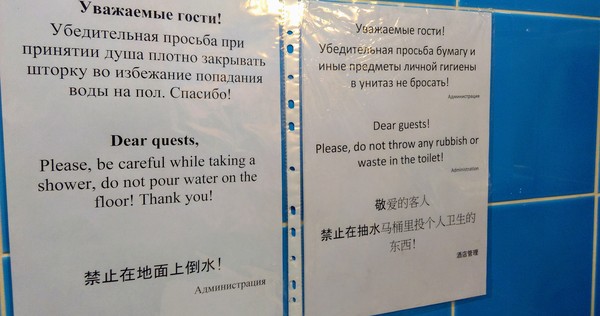 Уважаемые гости!
Убедительная просьба при
принятии душа плотно закрывать
шторку во избежание попадания
воды на пол. Спасибо!
Dear quests,
Please, be careful while taking a
shower, do not pour water on the
floor! Thank you!
禁止在地面上倒水!
Администрация
Уважаемые гости!
Убедительная просьба бумагу и
иные предметы личной гигиены
в унитаз не бросать!
Администрация
Dear guests!
Please, do not throw any rubbish or
waste in the toilet!
Administration
敬爱的客人
禁止在抽水马桶里投个人卫生的
东西!
酒店管理